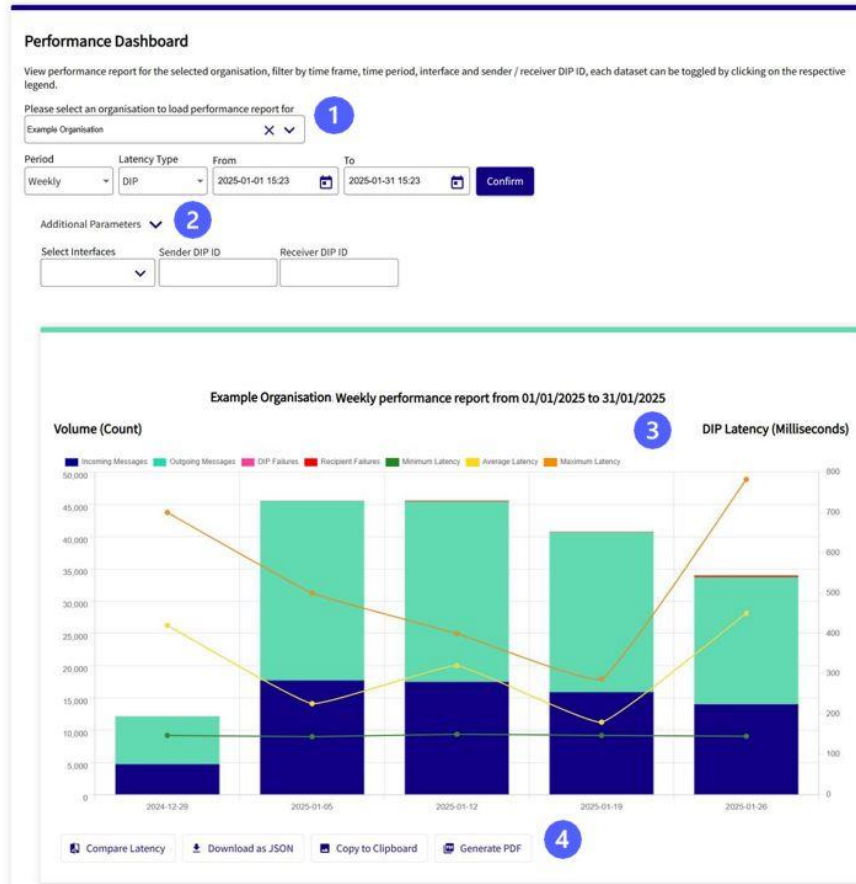 Performance Dashboard
View performance report for the selected organisation, filter by time frame, time period, interface and sender / receiver DIP ID, each dataset can be toggled by clicking on the respective
legend.
Please select an organisation to load performance report for
1
Example Organisation
Period Latency Type From To
Weekly DIP 2025-01-01 15:23 2025-01-31 15:23 Confirm
Additional Parameters 2
Select Interfaces Sender DIP ID Receiver DIP ID
Example Organisation Weekly performance report from 01/01/2025 to 31/01/2025
Volume (Count) 3 DIP Latency (Milliseconds)
Incoming Messages Outgoing Messages DIP Failures Recipient Failures Minimum Latency Average Latency Maximum Latency
50,000 800
45,000 700
40,000 600
35,000 500
30,000 400
25,000 300
20,000 200
15,000 100
10,000 0
5,000
0
2024-12-29 2025-01-05 2025-01-12 2025-01-19 2025-01-26
Compare Latency Download as JSON Copy to Clipboard Generate PDF 4